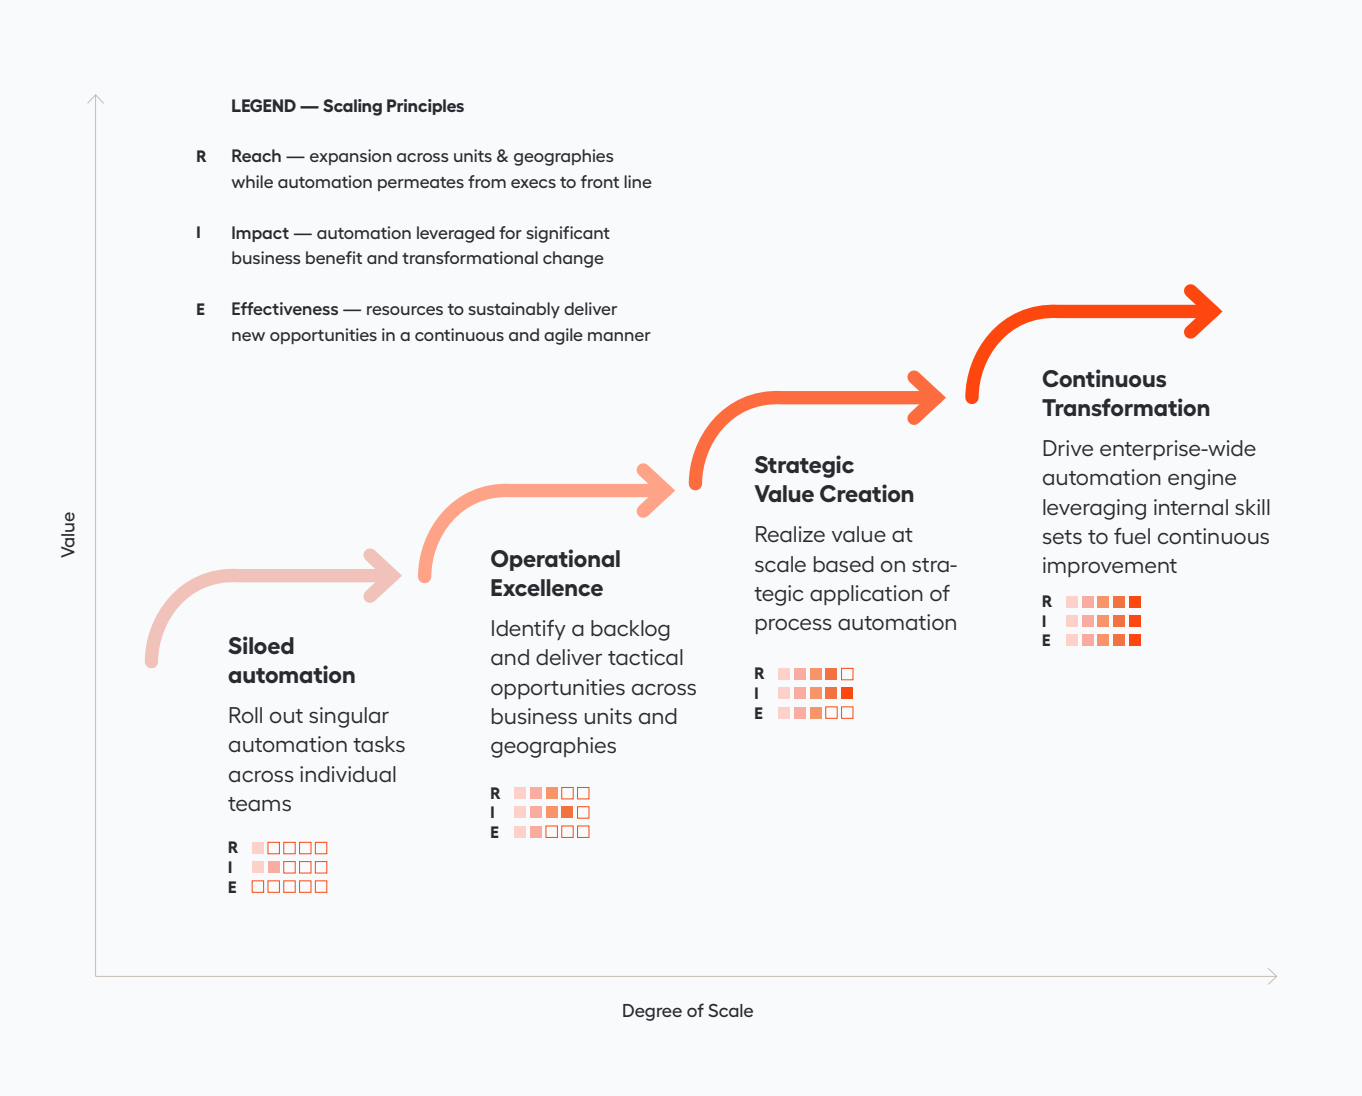 LEGEND — Scaling Principles
R Reach — expansion across units & geographies
while automation permeates from execs to front line
I Impact — automation leveraged for significant
business benefit and transformational change
E Effectiveness — resources to sustainably deliver
new opportunities in a continuous and agile manner
Value
Siloed
automation
Roll out singular
automation tasks
across individual
teams
R
I
E
Operational
Excellence
Identify a backlog
and deliver tactical
opportunities across
business units and
geographies
R
I
E
Strategic
Value Creation
Realize value at
scale based on stra-
tegic application of
process automation
R
I
E
Continuous
Transformation
Drive enterprise-wide
automation engine
leveraging internal skill
sets to fuel continuous
improvement
R
I
E
Degree of Scale